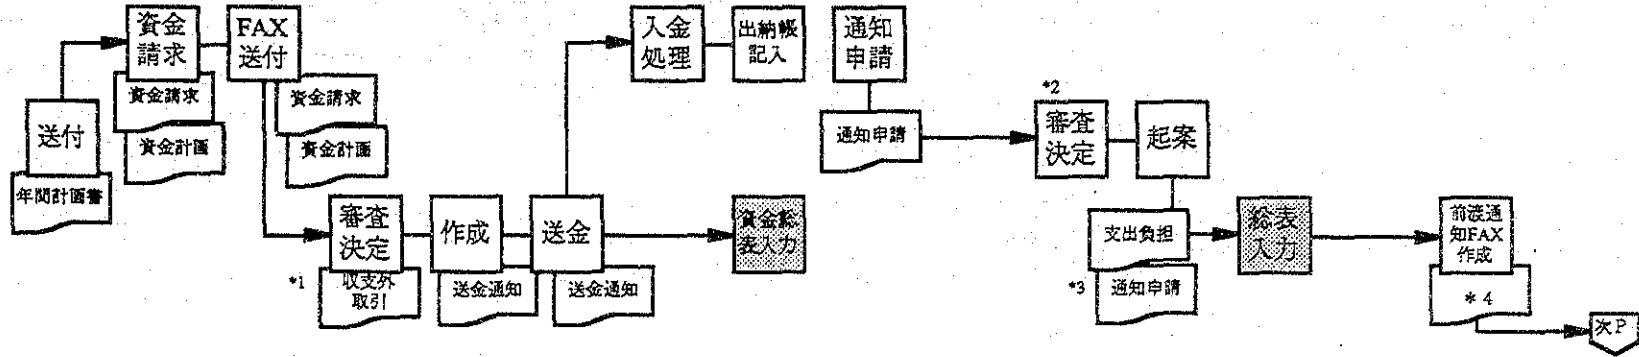 資金
請求
FAX
送付
入金
処理
出納帳
記入
通知
申請
資金請求
資金計画
資金請求
資金計画
送付
年間計画書
通知申請
*2
審査
決定
起案
審査
決定
*1
収支外
取引
作成
送金通知
送金
送金通知
資金総
表入力
支出負担
*3
通知申請
総表
入力
前渡通
知FAX
作成
*4
次P